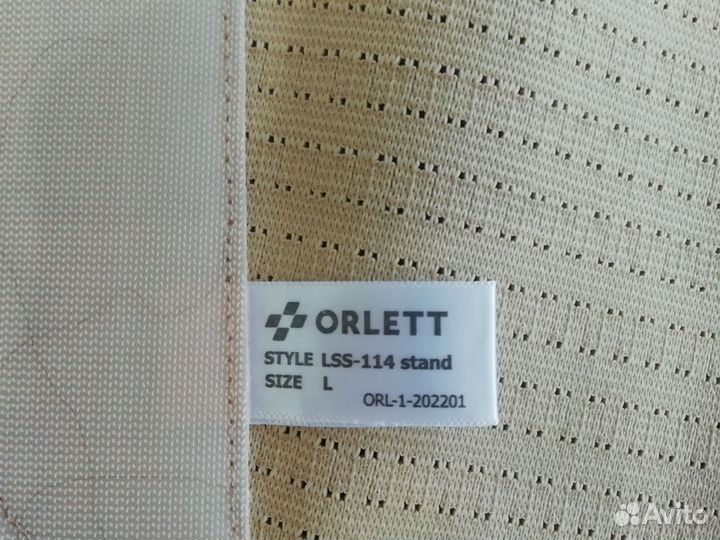 ORLETT
STYLE LSS-114 stand
SIZE L
ORL-1-202201
Avito